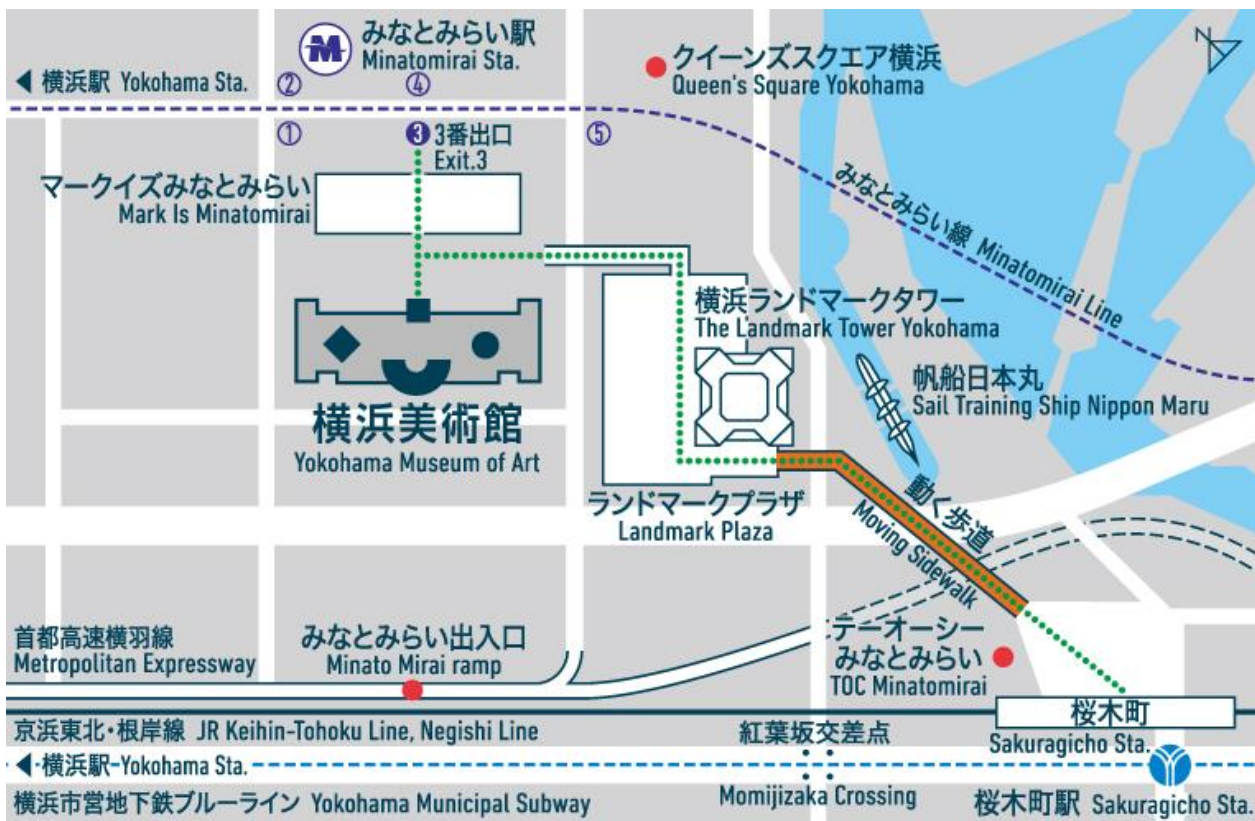 みなとみらい駅
Minatomirai Sta.
クイーンズスクエア横浜
Queen's Square Yokohama
N
◀ 横浜駅 Yokohama Sta.
② ④
① ❸ 3番出口 ⑤
Exit.3
マークイズみなとみらい
Mark Is Minatomirai
みなとみらい線 Minatomirai Line
横浜ランドマークタワー
The Landmark Tower Yokohama
帆船日本丸
Sail Training Ship Nippon Maru
横浜美術館
Yokohama Museum of Art
ランドマークプラザ
Landmark Plaza
動く歩道
Moving Sidewalk
首都高速横羽線
Metropolitan Expressway
みなとみらい出入口
Minato Mirai ramp
テーオーシー
みなとみらい
TOC Minatomirai
京浜東北・根岸線 JR Keihin-Tohoku Line, Negishi Line
桜木町
Sakuragicho Sta.
紅葉坂交差点
Momijizaka Crossing
◀ 横浜駅 Yokohama Sta.
横浜市営地下鉄ブルーライン Yokohama Municipal Subway
桜木町駅 Sakuragicho Sta.